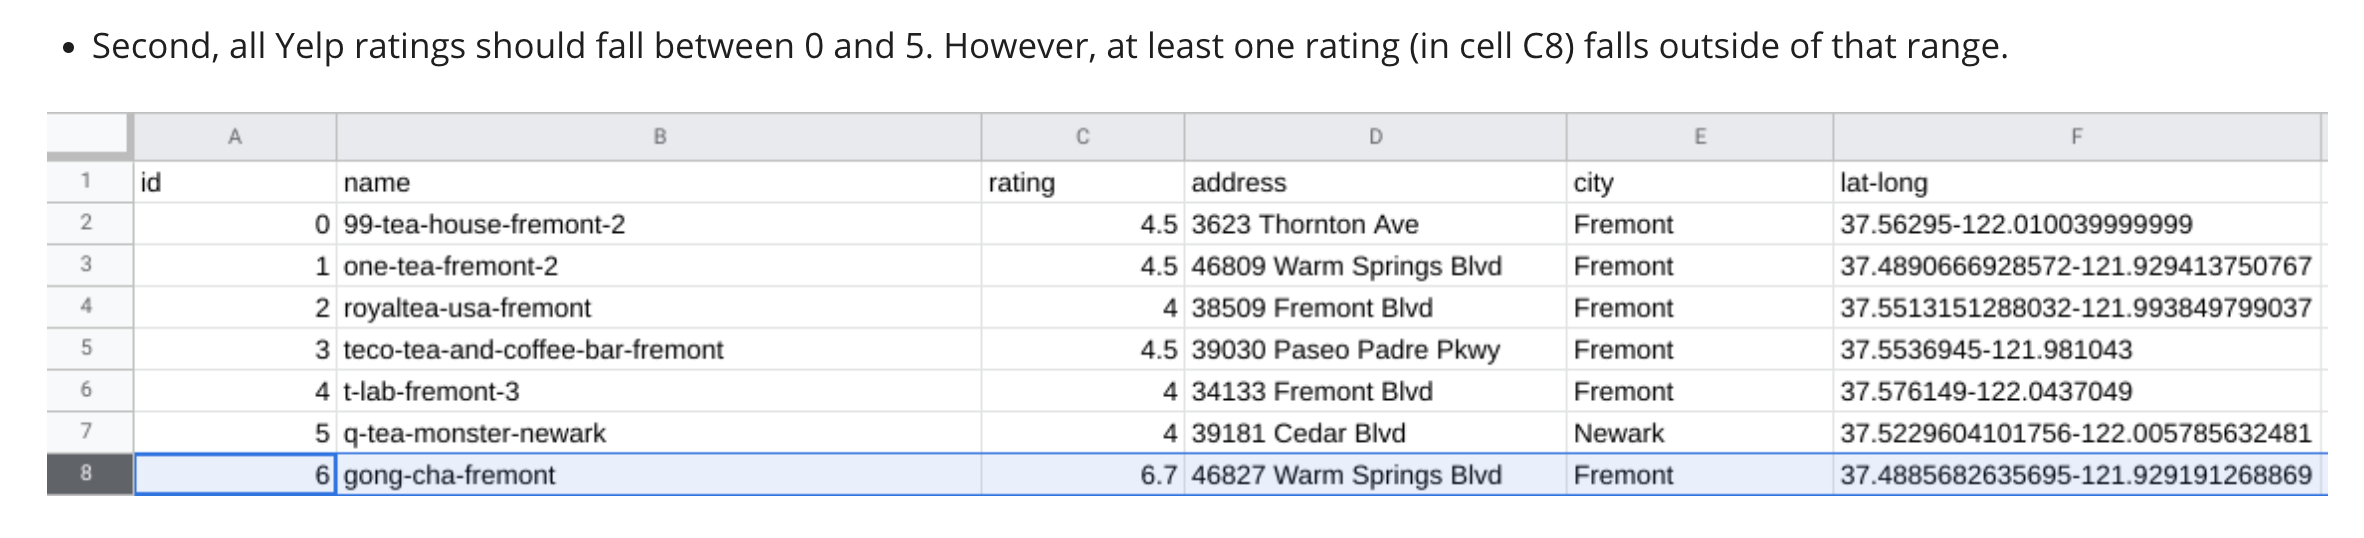 • Second, all Yelp ratings should fall between 0 and 5. However, at least one rating (in cell C8) falls outside of that range.
A B C D E F
1 id name rating address city lat-long
2 0 99-tea-house-fremont-2 4.5 3623 Thornton Ave Fremont 37.56295-122.010039999999
3 1 one-tea-fremont-2 4.5 46809 Warm Springs Blvd Fremont 37.4890666928572-121.929413750767
4 2 royaltea-usa-fremont 4 38509 Fremont Blvd Fremont 37.5513151288032-121.993849799037
5 3 teco-tea-and-coffee-bar-fremont 4.5 39030 Paseo Padre Pkwy Fremont 37.5536945-121.981043
6 4 t-lab-fremont-3 4 34133 Fremont Blvd Fremont 37.576149-122.0437049
7 5 q-tea-monster-newark 4 39181 Cedar Blvd Newark 37.5229604101756-122.005785632481
8 6 gong-cha-fremont 6.7 46827 Warm Springs Blvd Fremont 37.4885682635695-121.929191268869